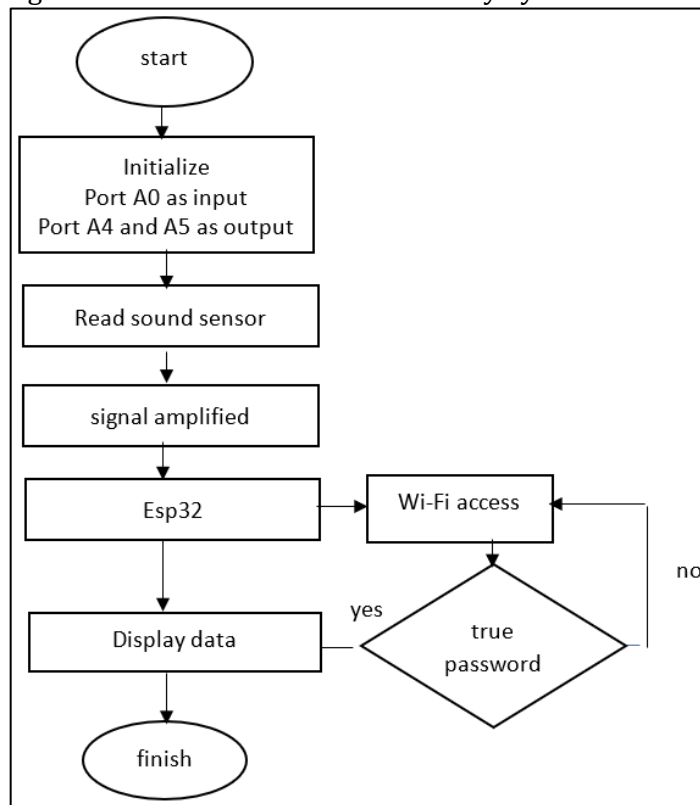 start
Initialize
Port A0 as input
Port A4 and A5 as output
Read sound sensor
signal amplified
Esp32
Wi-Fi access
no
yes
true
password
Display data
finish